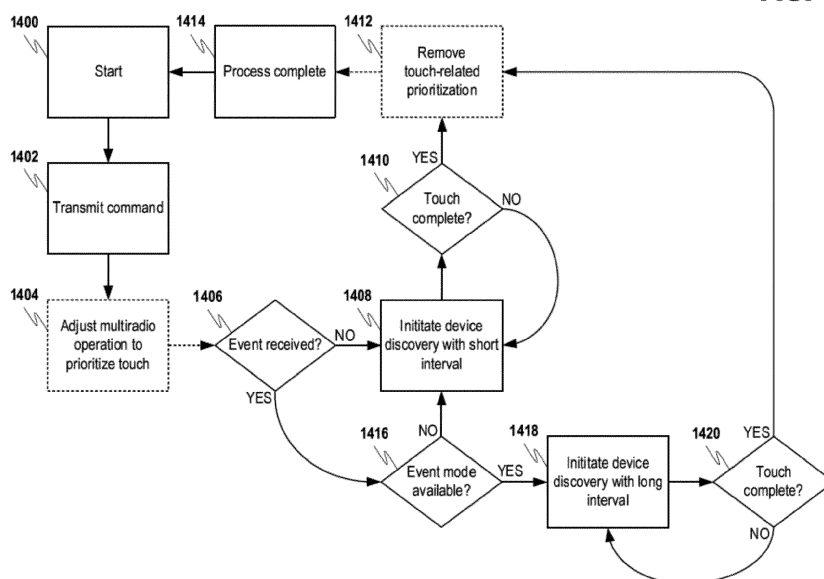 1400
Start
1414
Process complete
1412
Remove
touch-related
prioritization
1402
Transmit command
1410
YES
Touch
complete?
NO
1404
Adjust multiradio
operation to
prioritize touch
1406
Event received?
NO
YES
1408
Inititate device
discovery with short
interval
NO
1416
Event mode
available?
YES
1418
Inititate device
discovery with long
interval
1420
YES
Touch
complete?
NO